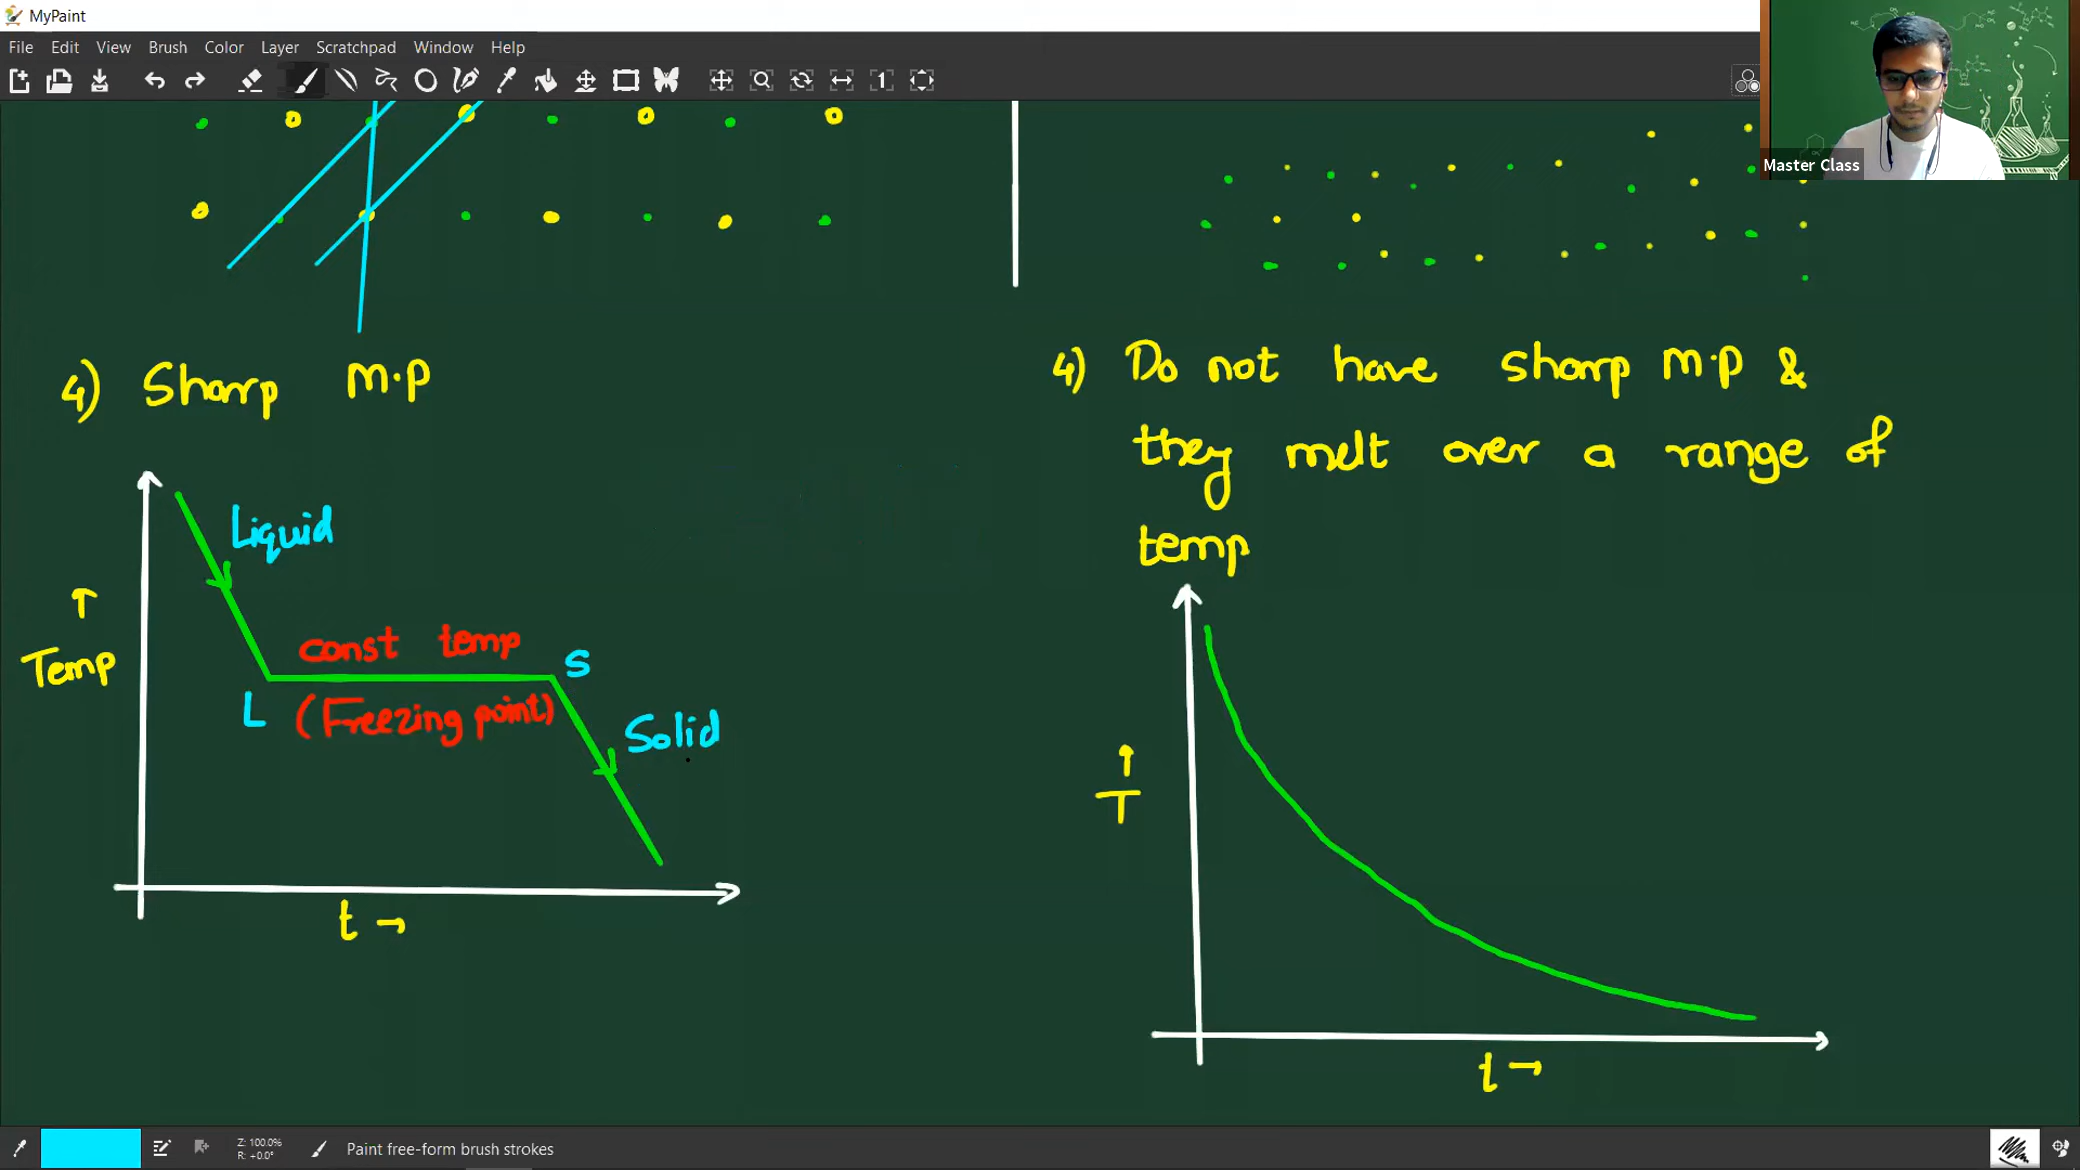 MyPaint
File Edit View Brush Color Layer Scratchpad Window Help
Master Class
4) Sharp m.p
Liquid
↑
Temp
const temp
S
L (Freezing point)
Solid
t →
4) Do not have sharp m.p &
they melt over a range of
temp
↑
T
t →
Z: 100.0%
R: +0.0°
Paint free-form brush strokes